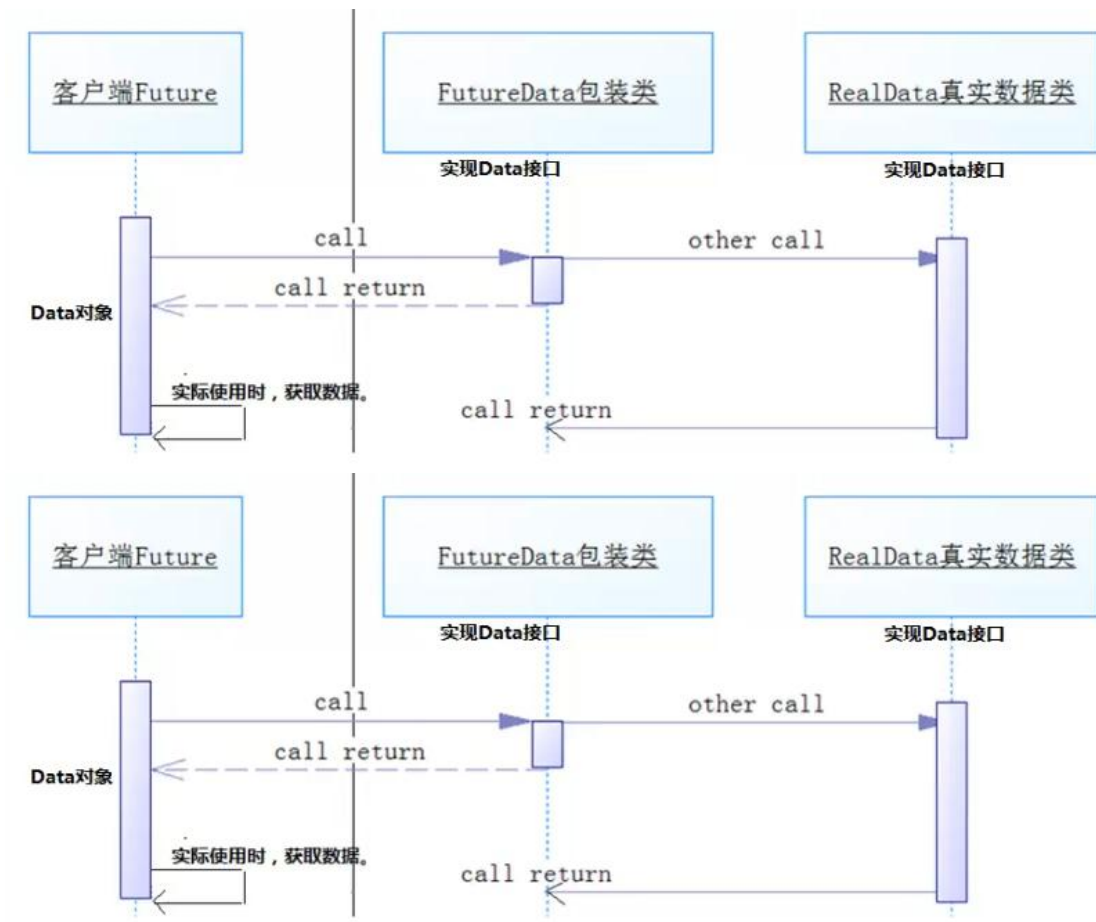 客户端Future
FutureData包装类
RealData真实数据类
实现Data接口
实现Data接口
call
other call
call return
Data对象
实际使用时，获取数据。
call return
客户端Future
FutureData包装类
RealData真实数据类
实现Data接口
实现Data接口
call
other call
call return
Data对象
实际使用时，获取数据。
call return